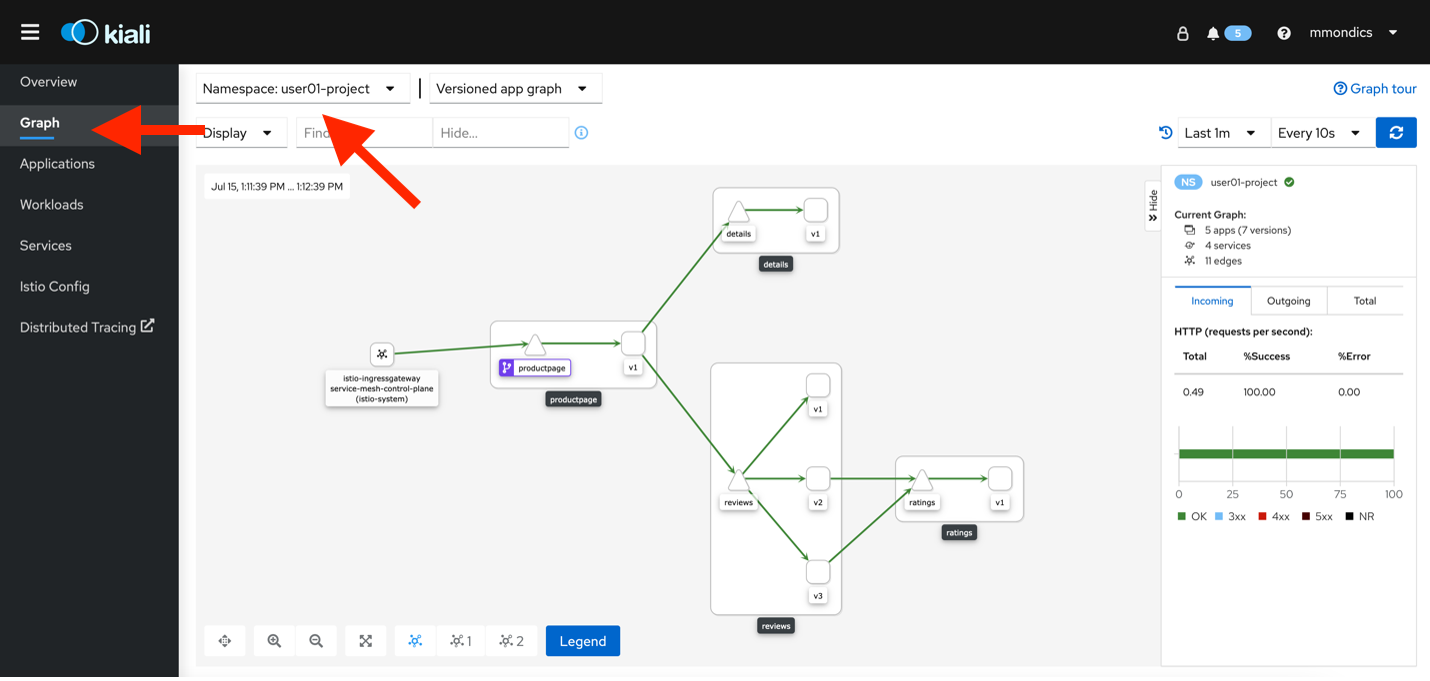 kiali
5
mmondics
Overview
Graph
Applications
Workloads
Services
Istio Config
Distributed Tracing
Namespace: user01-project
Versioned app graph
Graph tour
Display
Find
Hide...
Last 1m
Every 10s
Jul 15, 1:11:39 PM ... 1:12:39 PM
details
v1
details
productpage
v1
productpage
istio-ingressgateway
service-mesh-control-plane
(istio-system)
v1
reviews
v2
v3
reviews
ratings
v1
ratings
1
2
Legend
Hide
NS user01-project
Current Graph:
5 apps (7 versions)
4 services
11 edges
Incoming
Outgoing
Total
HTTP (requests per second):
Total %Success %Error
0.49 100.00 0.00
0 25 50 75 100
OK 3xx 4xx 5xx NR